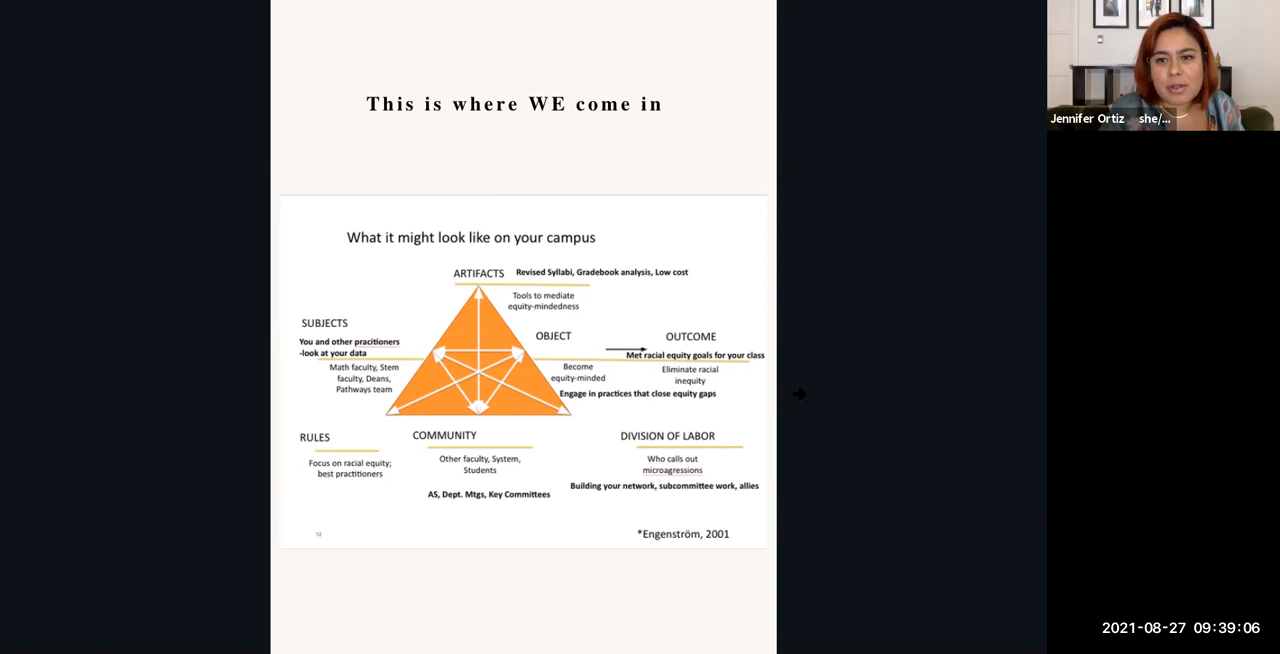 This is where WE come in
Jennifer Ortiz she/...
What it might look like on your campus
ARTIFACTS Revised Syllabi, Gradebook analysis, Low cost
Tools to mediate
equity-mindedness
SUBJECTS
You and other pracitioners
-look at your data
Math faculty, Stem
faculty, Deans,
Pathways team
OBJECT
Become
equity-minded
Engage in practices that close equity gaps
OUTCOME
Met racial equity goals for your class
Eliminate racial
inequity
RULES
Focus on racial equity;
best practitioners
COMMUNITY
Other faculty, System,
Students
AS, Dept. Mtgs, Key Committees
DIVISION OF LABOR
Who calls out
microagressions
Building your network, subcommittee work, allies
12
*Engenström, 2001
2021-08-27 09:39:06